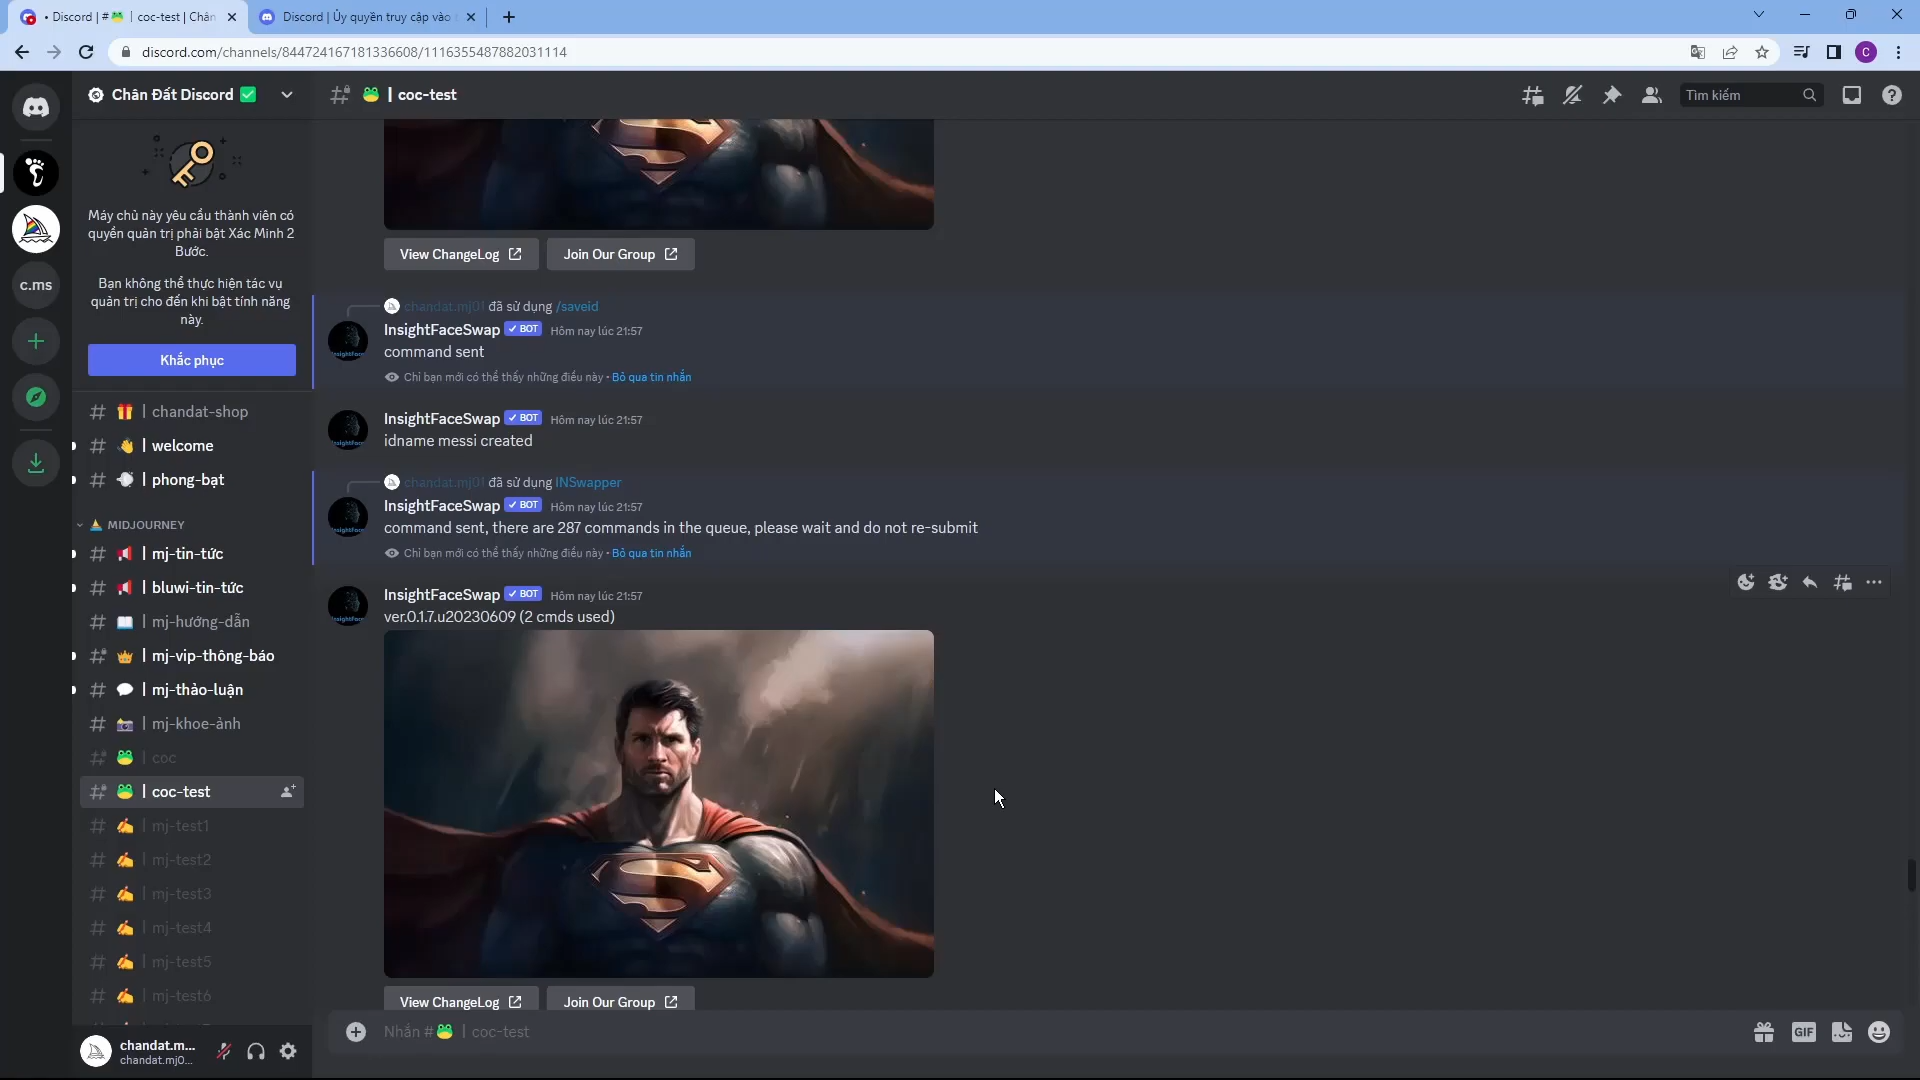 • Discord | #🐸 | coc-test | Chân
Discord | Ủy quyền truy cập vào
discord.com/channels/844724167181336608/1116355487882031114
C
Chân Đất Discord ✅
🐸 | coc-test
Tìm kiếm
Máy chủ này yêu cầu thành viên có
quyền quản trị phải bật Xác Minh 2
Bước.
Bạn không thể thực hiện tác vụ
quản trị cho đến khi bật tính năng
này.
Khắc phục
c.ms
🎁 | chandat-shop
👋 | welcome
| phong-bạt
MIDJOURNEY
📢 | mj-tin-tức
📢 | bluwi-tin-tức
📖 | mj-hướng-dẫn
👑 | mj-vip-thông-báo
💬 | mj-thảo-luận
📸 | mj-khoe-ảnh
🐸 | coc
🐸 | coc-test
✍ | mj-test1
✍ | mj-test2
✍ | mj-test3
✍ | mj-test4
✍ | mj-test5
✍ | mj-test6
chandat.m...
chandat.mj0...
View ChangeLog
Join Our Group
chandat.mj01 đã sử dụng /saveid
InsightFaceSwap ✓ BOT Hôm nay lúc 21:57
command sent
Chỉ bạn mới có thể thấy những điều này • Bỏ qua tin nhắn
InsightFaceSwap ✓ BOT Hôm nay lúc 21:57
idname messi created
chandat.mj01 đã sử dụng INSwapper
InsightFaceSwap ✓ BOT Hôm nay lúc 21:57
command sent, there are 287 commands in the queue, please wait and do not re-submit
Chỉ bạn mới có thể thấy những điều này • Bỏ qua tin nhắn
InsightFaceSwap ✓ BOT Hôm nay lúc 21:57
ver.0.1.7.u20230609 (2 cmds used)
View ChangeLog
Join Our Group
Nhắn #🐸 | coc-test
GIF